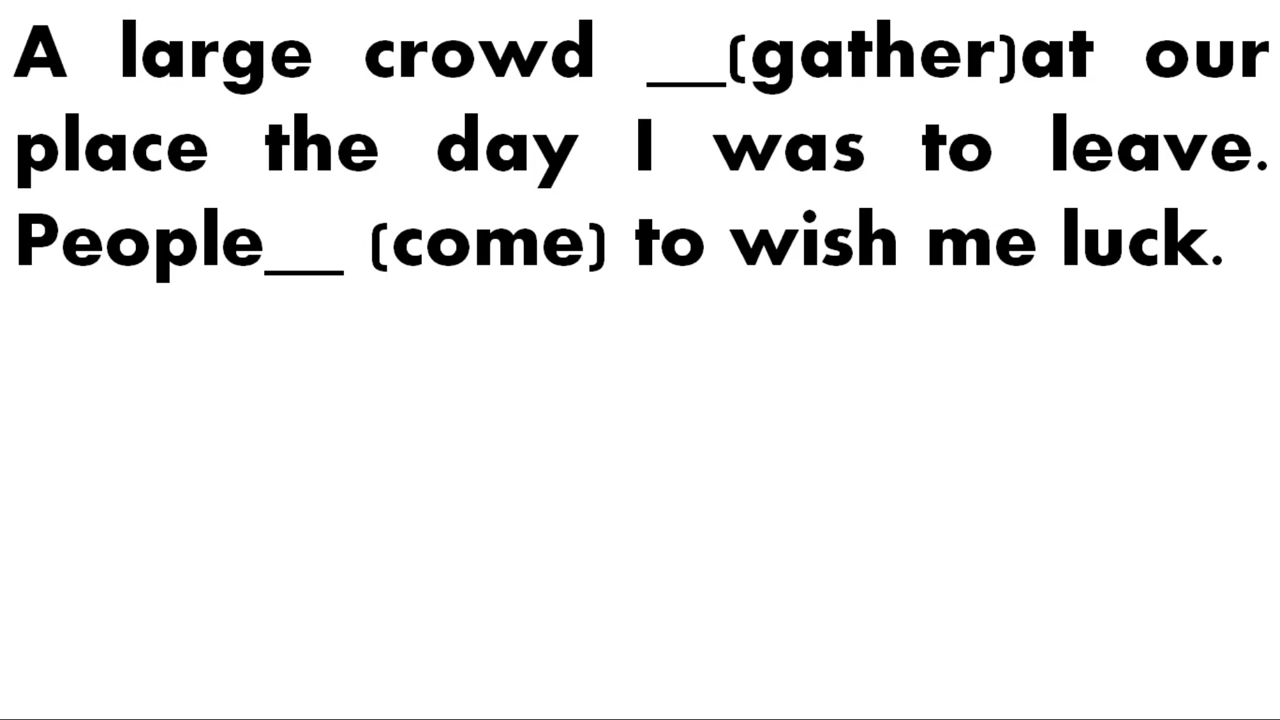 A large crowd __(gather)at our
place the day I was to leave.
People__ (come) to wish me luck.